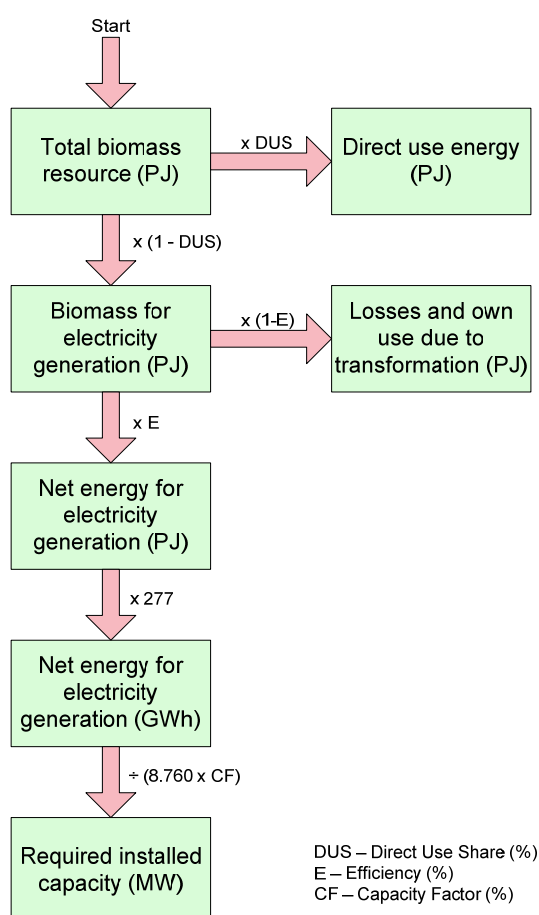 Start
Total biomass
resource (PJ)
x DUS
Direct use energy
(PJ)
x (1 - DUS)
Biomass for
electricity
generation (PJ)
x (1-E)
Losses and own
use due to
transformation (PJ)
x E
Net energy for
electricity
generation (PJ)
x 277
Net energy for
electricity
generation (GWh)
÷ (8.760 x CF)
Required installed
capacity (MW)
DUS – Direct Use Share (%)
E – Efficiency (%)
CF – Capacity Factor (%)